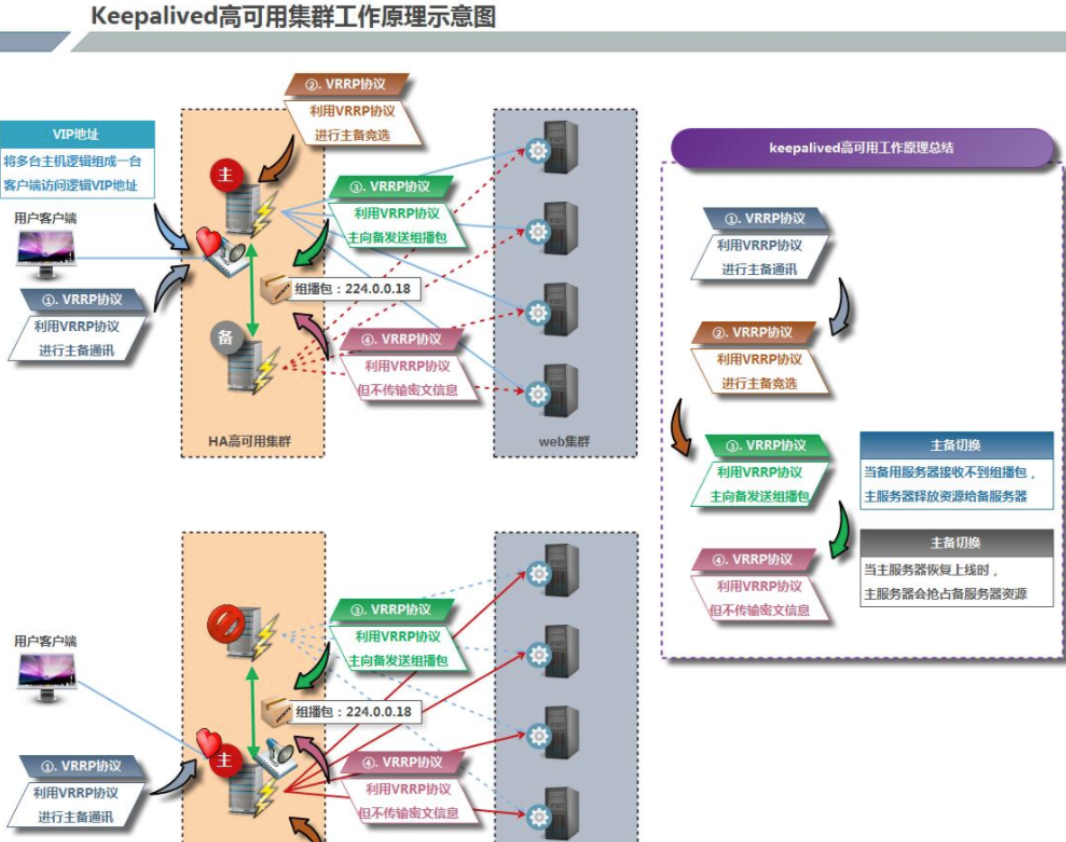 Keepalived高可用集群工作原理示意图
②. VRRP协议
利用VRRP协议
进行主备竞选
VIP地址
将多台主机逻辑组成一台
客户端访问逻辑VIP地址
主
③. VRRP协议
利用VRRP协议
主向备发送组播包
用户客户端
组播包：224.0.0.18
①. VRRP协议
利用VRRP协议
进行主备通讯
备
④. VRRP协议
利用VRRP协议
但不传输密文信息
HA高可用集群
web集群
keepalived高可用工作原理总结
①. VRRP协议
利用VRRP协议
进行主备通讯
②. VRRP协议
利用VRRP协议
进行主备竞选
③. VRRP协议
利用VRRP协议
主向备发送组播包
主备切换
当备用服务器接收不到组播包，
主服务器释放资源给备服务器
④. VRRP协议
利用VRRP协议
但不传输密文信息
主备切换
当主服务器恢复上线时，
主服务器会抢占备服务器资源
③. VRRP协议
利用VRRP协议
主向备发送组播包
用户客户端
组播包：224.0.0.18
主
①. VRRP协议
利用VRRP协议
进行主备通讯
④. VRRP协议
利用VRRP协议
但不传输密文信息